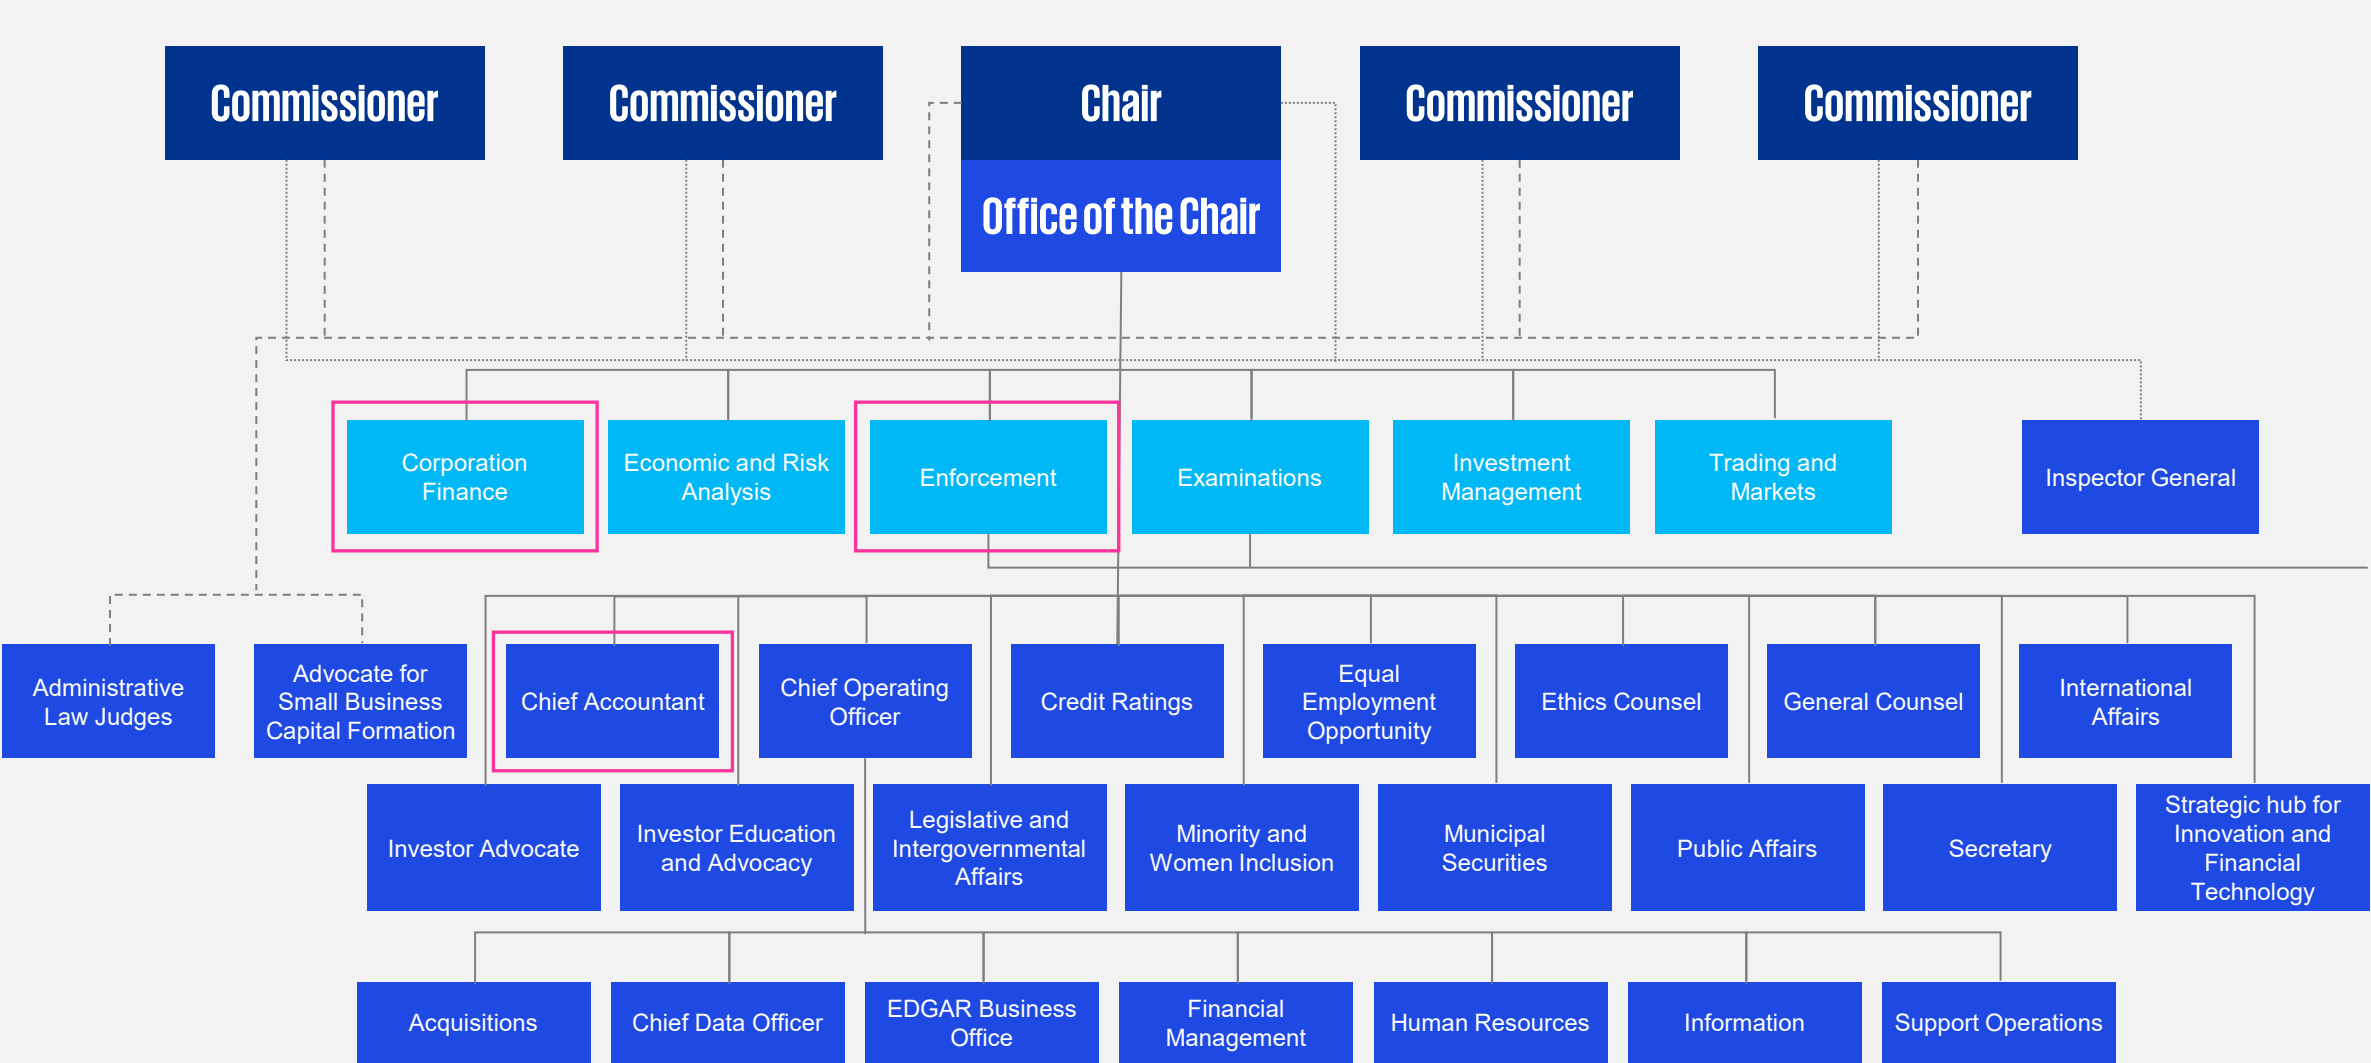 Commissioner
Commissioner
Chair
Commissioner
Commissioner
Office of the Chair
Corporation
Finance
Economic and Risk
Analysis
Enforcement
Examinations
Investment
Management
Trading and
Markets
Inspector General
Administrative
Law Judges
Advocate for
Small Business
Capital Formation
Chief Accountant
Chief Operating
Officer
Credit Ratings
Equal
Employment
Opportunity
Ethics Counsel
General Counsel
International
Affairs
Investor Advocate
Investor Education
and Advocacy
Legislative and
Intergovernmental
Affairs
Minority and
Women Inclusion
Municipal
Securities
Public Affairs
Secretary
Strategic hub for
Innovation and
Financial
Technology
Acquisitions
Chief Data Officer
EDGAR Business
Office
Financial
Management
Human Resources
Information
Support Operations